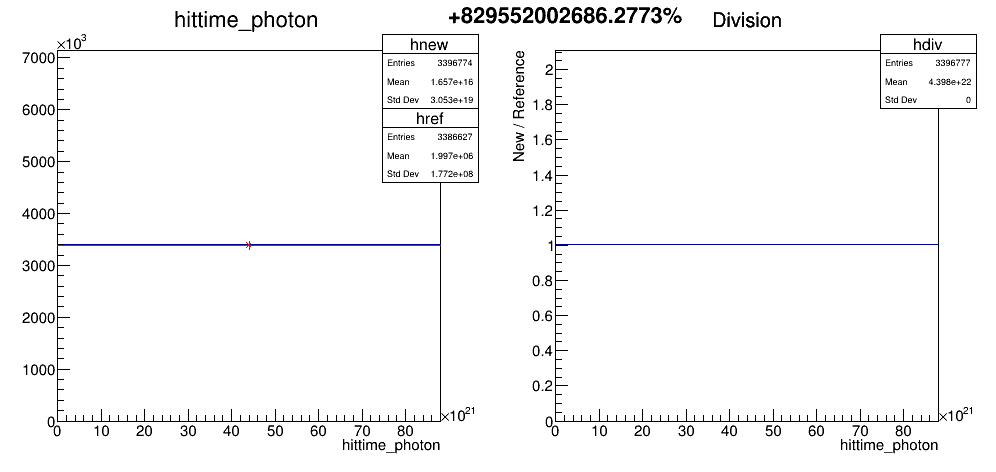 hittime_photon
+829552002686.2773%
Division
×10³
7000
6000
5000
4000
3000
2000
1000
0
0 10 20 30 40 50 60 70 80
×10²¹
hittime_photon
hnew
Entries 3396774
Mean 1.657e+16
Std Dev 3.053e+19
href
Entries 3386627
Mean 1.997e+06
Std Dev 1.772e+08
New / Reference
2
1.8
1.6
1.4
1.2
1
0.8
0.6
0.4
0.2
0
0 10 20 30 40 50 60 70 80
×10²¹
hittime_photon
hdiv
Entries 3396777
Mean 4.398e+22
Std Dev 0